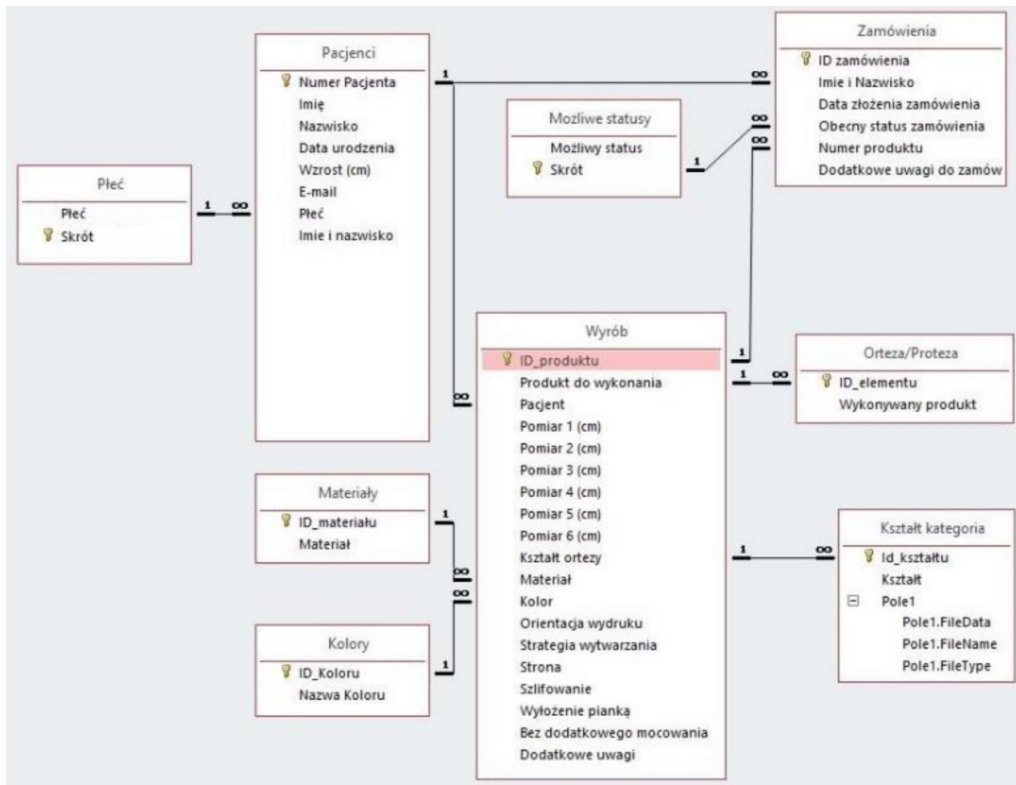 Pacjenci
Numer Pacjenta
Imię
Nazwisko
Data urodzenia
Wzrost (cm)
E-mail
Płeć
Imie i nazwisko
1
∞
Zamówienia
ID zamówienia
Imie i Nazwisko
Data złożenia zamówienia
Obecny status zamówienia
Numer produktu
Dodatkowe uwagi do zamów
∞
∞
Możliwe statusy
Możliwy status
Skrót
1
Płeć
Płeć
Skrót
1
∞
Wyrób
ID_produktu
Produkt do wykonania
Pacjent
Pomiar 1 (cm)
Pomiar 2 (cm)
Pomiar 3 (cm)
Pomiar 4 (cm)
Pomiar 5 (cm)
Pomiar 6 (cm)
Kształt ortezy
Materiał
Kolor
Orientacja wydruku
Strategia wytwarzania
Strona
Szlifowanie
Wyłożenie pianką
Bez dodatkowego mocowania
Dodatkowe uwagi
∞
1
1
∞
Orteza/Proteza
ID_elementu
Wykonywany produkt
Materiały
ID_materiału
Materiał
1
∞
∞
Kolory
ID_Koloru
Nazwa Koloru
1
1
∞
Kształt kategoria
Id_kształtu
Kształt
Pole1
Pole1.FileData
Pole1.FileName
Pole1.FileType